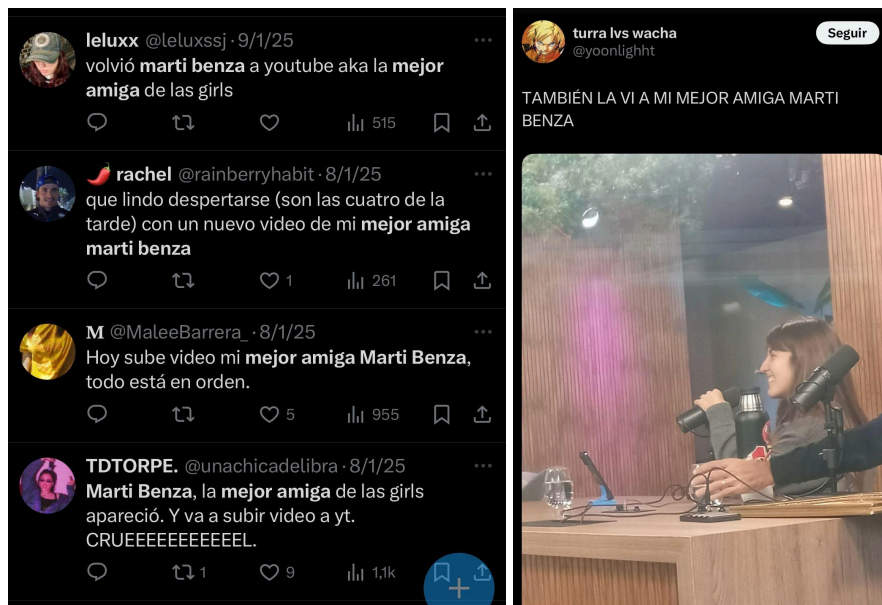 leluxx @leluxssj · 9/1/25
volvió marti benza a youtube aka la mejor
amiga de las girls
515
🌶️ rachel @rainberryhabit · 8/1/25
que lindo despertarse (son las cuatro de la
tarde) con un nuevo video de mi mejor amiga
marti benza
1 261
M @MaleeBarrera_ · 8/1/25
Hoy sube video mi mejor amiga Marti Benza,
todo está en orden.
5 955
TDTORPE. @unachicadelibra · 8/1/25
Marti Benza, la mejor amiga de las girls
apareció. Y va a subir video a yt.
CRUEEEEEEEEEEEL.
1 9 1,1k
turra lvs wacha
@yoonlighht
Seguir
TAMBIÉN LA VI A MI MEJOR AMIGA MARTI
BENZA